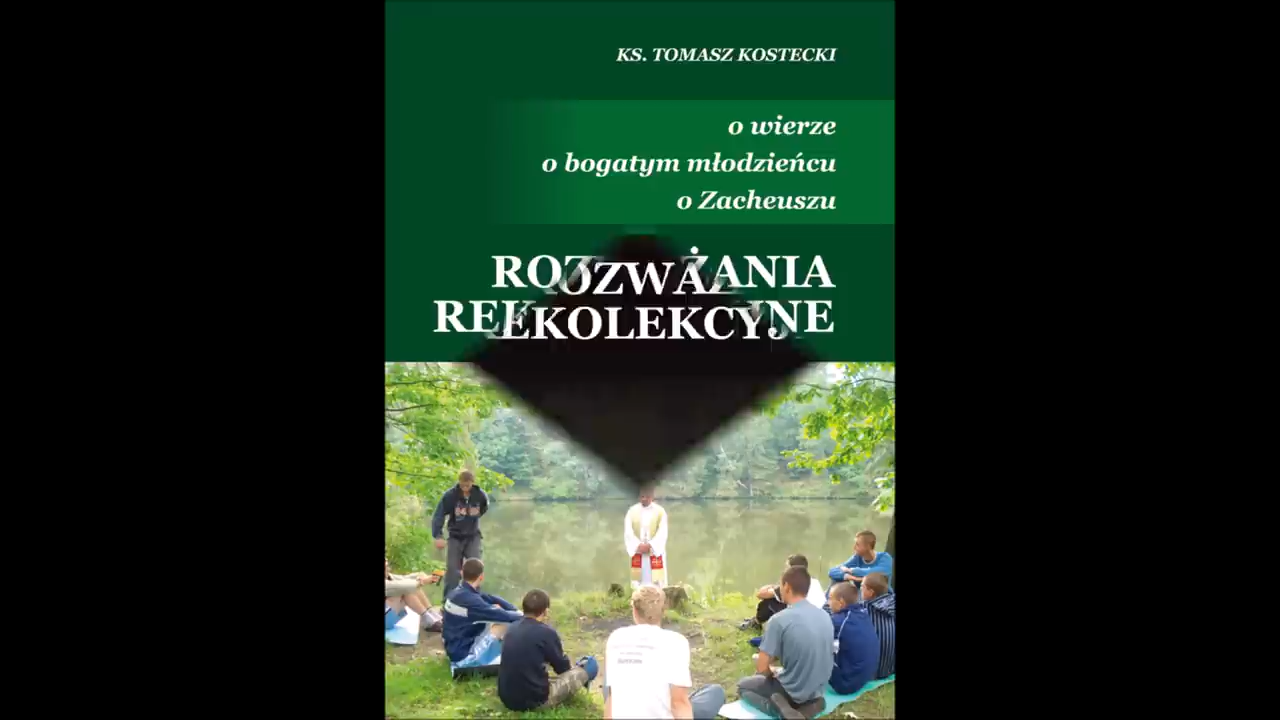 KS. TOMASZ KOSTECKI
o wierze
o bogatym młodzieńcu
o Zacheuszu
ROZWAŻANIA
REKOLEKCYJNE